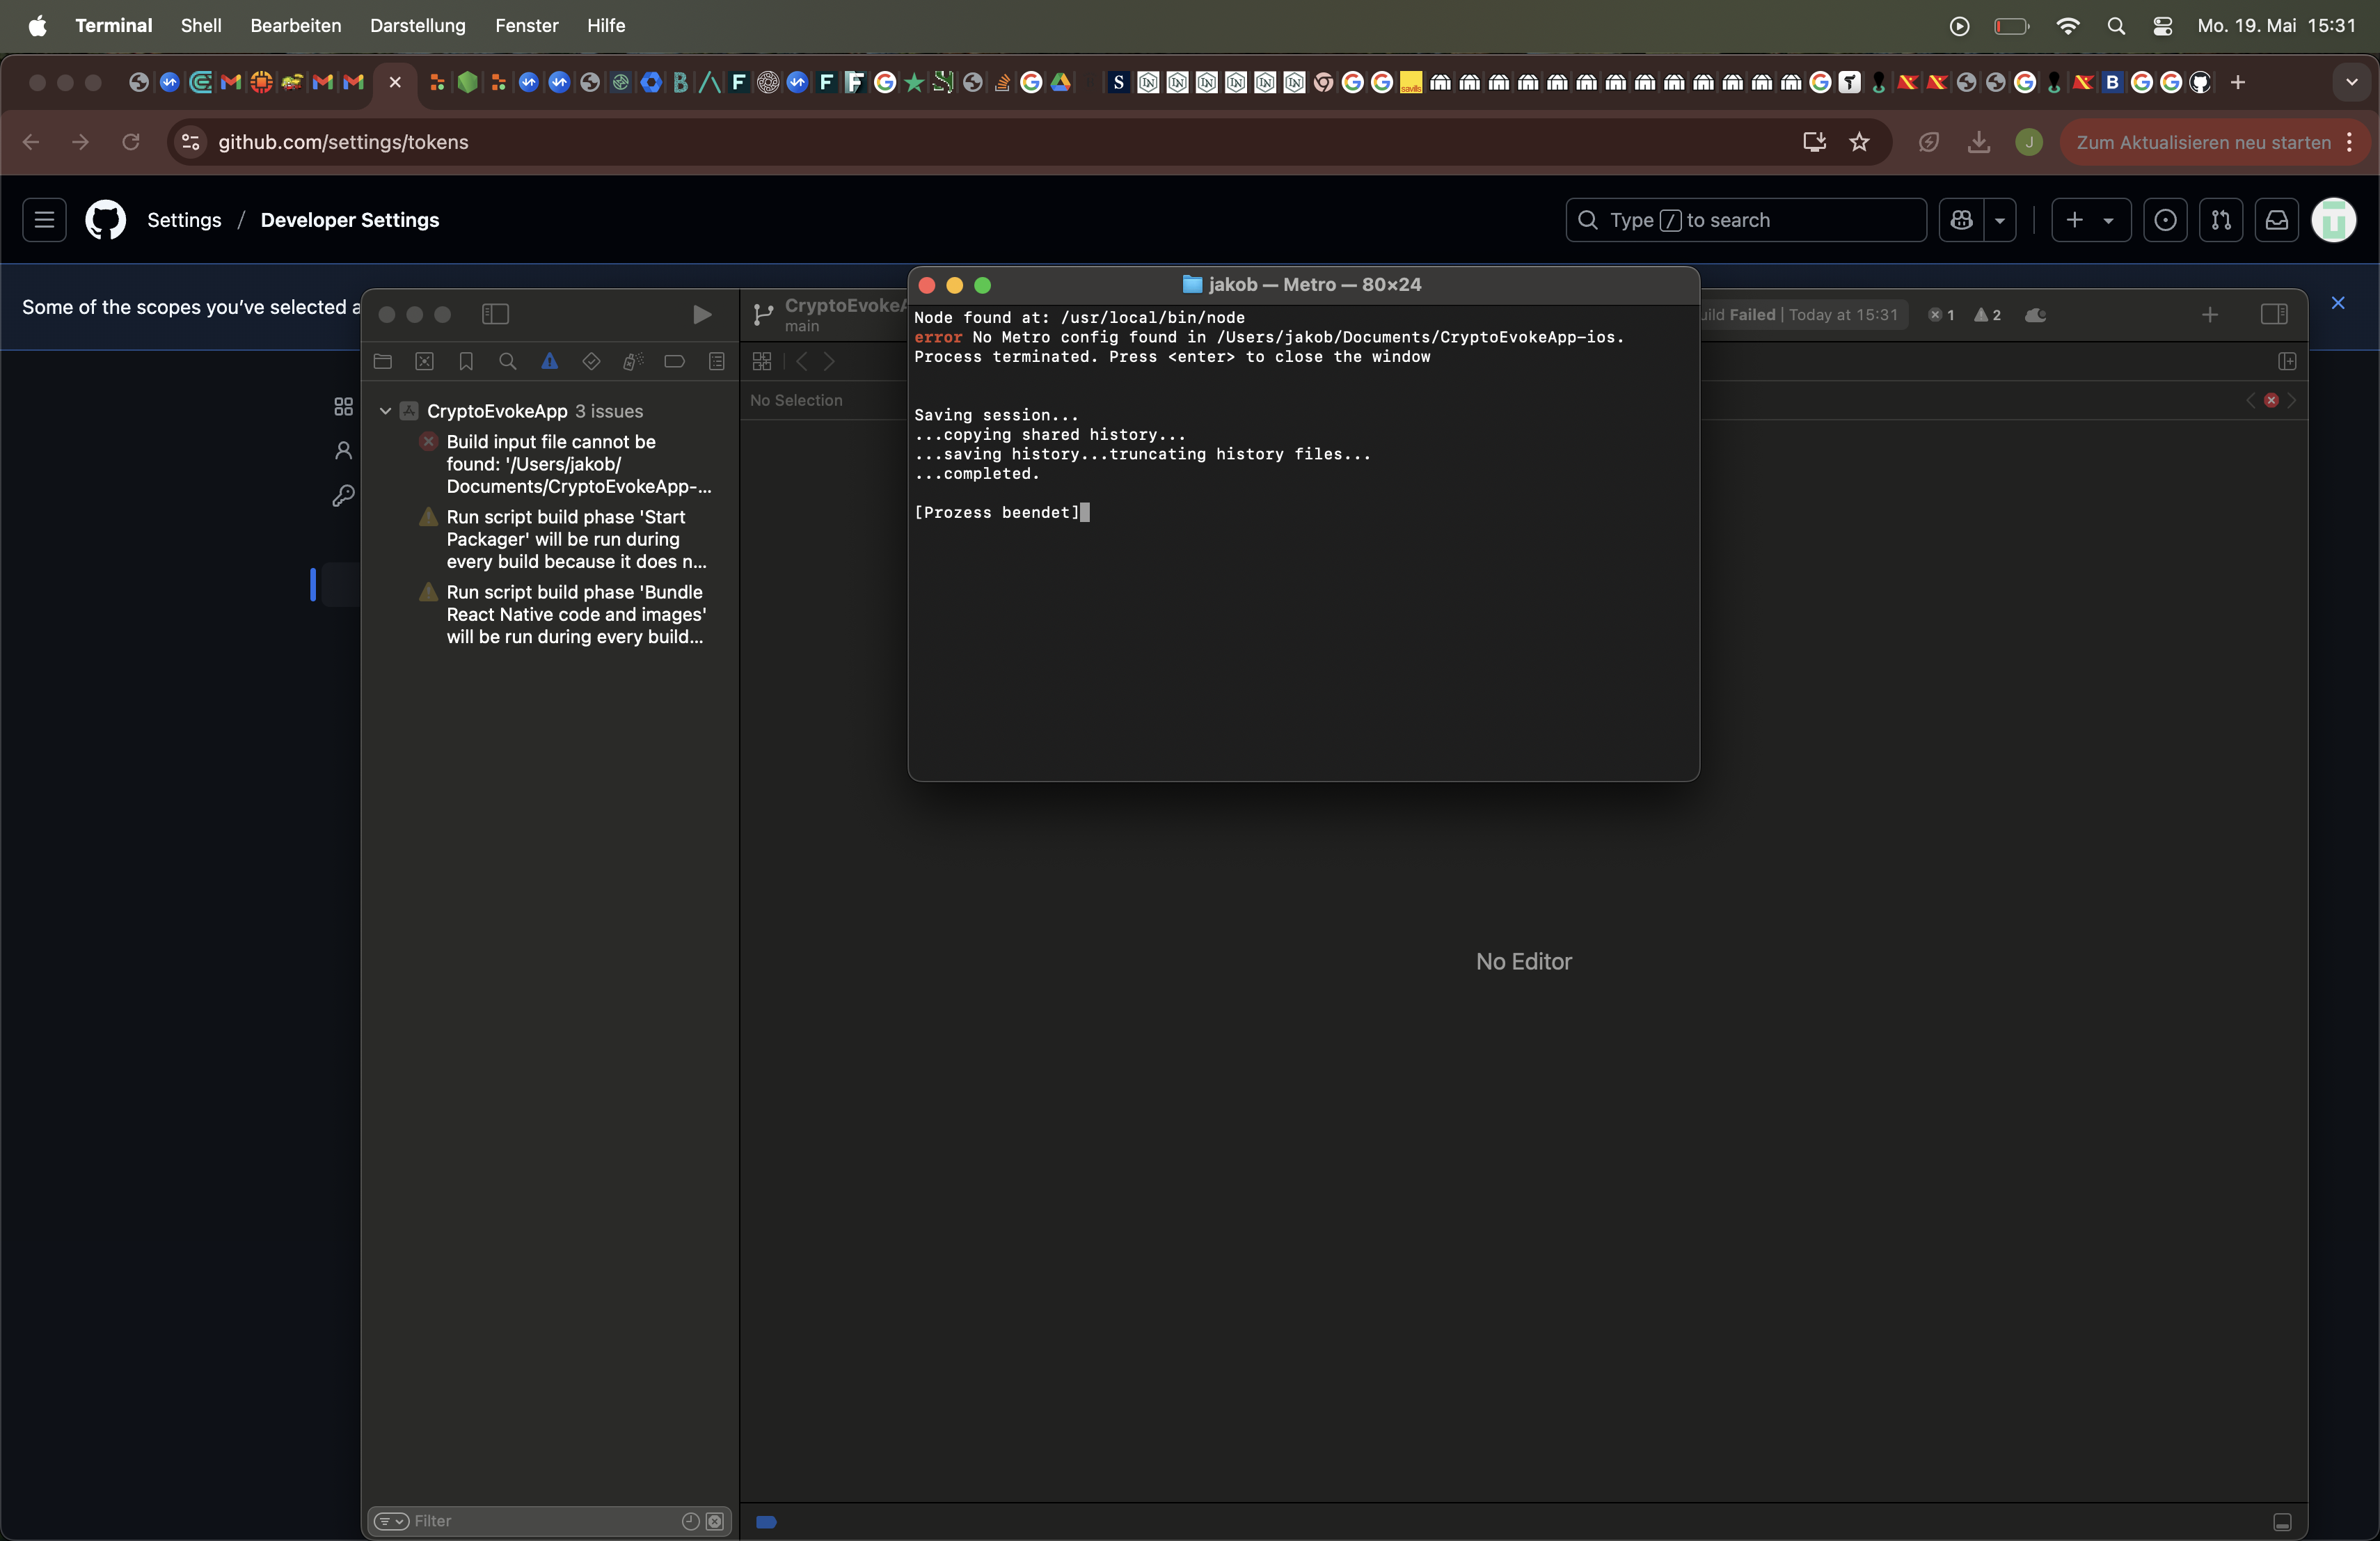 Terminal Shell Bearbeiten Darstellung Fenster Hilfe Mo. 19. Mai 15:31
github.com/settings/tokens J Zum Aktualisieren neu starten
Settings / Developer Settings Type / to search
Some of the scopes you've selected
CryptoEvokeA
main
jakob — Metro — 80×24
Failed | Today at 15:31 1 2
Node found at: /usr/local/bin/node
error No Metro config found in /Users/jakob/Documents/CryptoEvokeApp-ios.
Process terminated. Press <enter> to close the window
Saving session...
...copying shared history...
...saving history...truncating history files...
...completed.
[Prozess beendet]
No Selection
CryptoEvokeApp 3 issues
Build input file cannot be
found: '/Users/jakob/
Documents/CryptoEvokeApp-...
Run script build phase 'Start
Packager' will be run during
every build because it does n...
Run script build phase 'Bundle
React Native code and images'
will be run during every build...
No Editor
Filter